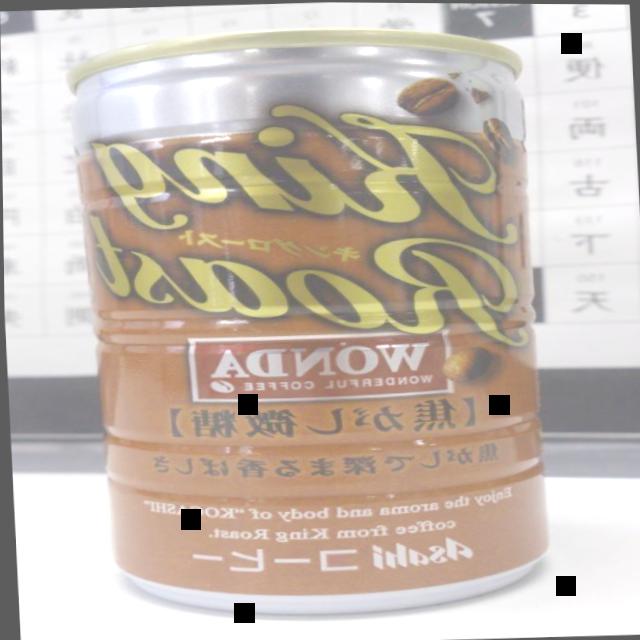 King
キングロースト
Roast
WONDA
WONDERFUL COFFEE
【焦がし微糖】
焦がしで深まる香ばしさ
Enjoy the aroma and body of "KOGASHI"
coffee from King Roast.
Asahi コーヒー
便
両
古
下
天